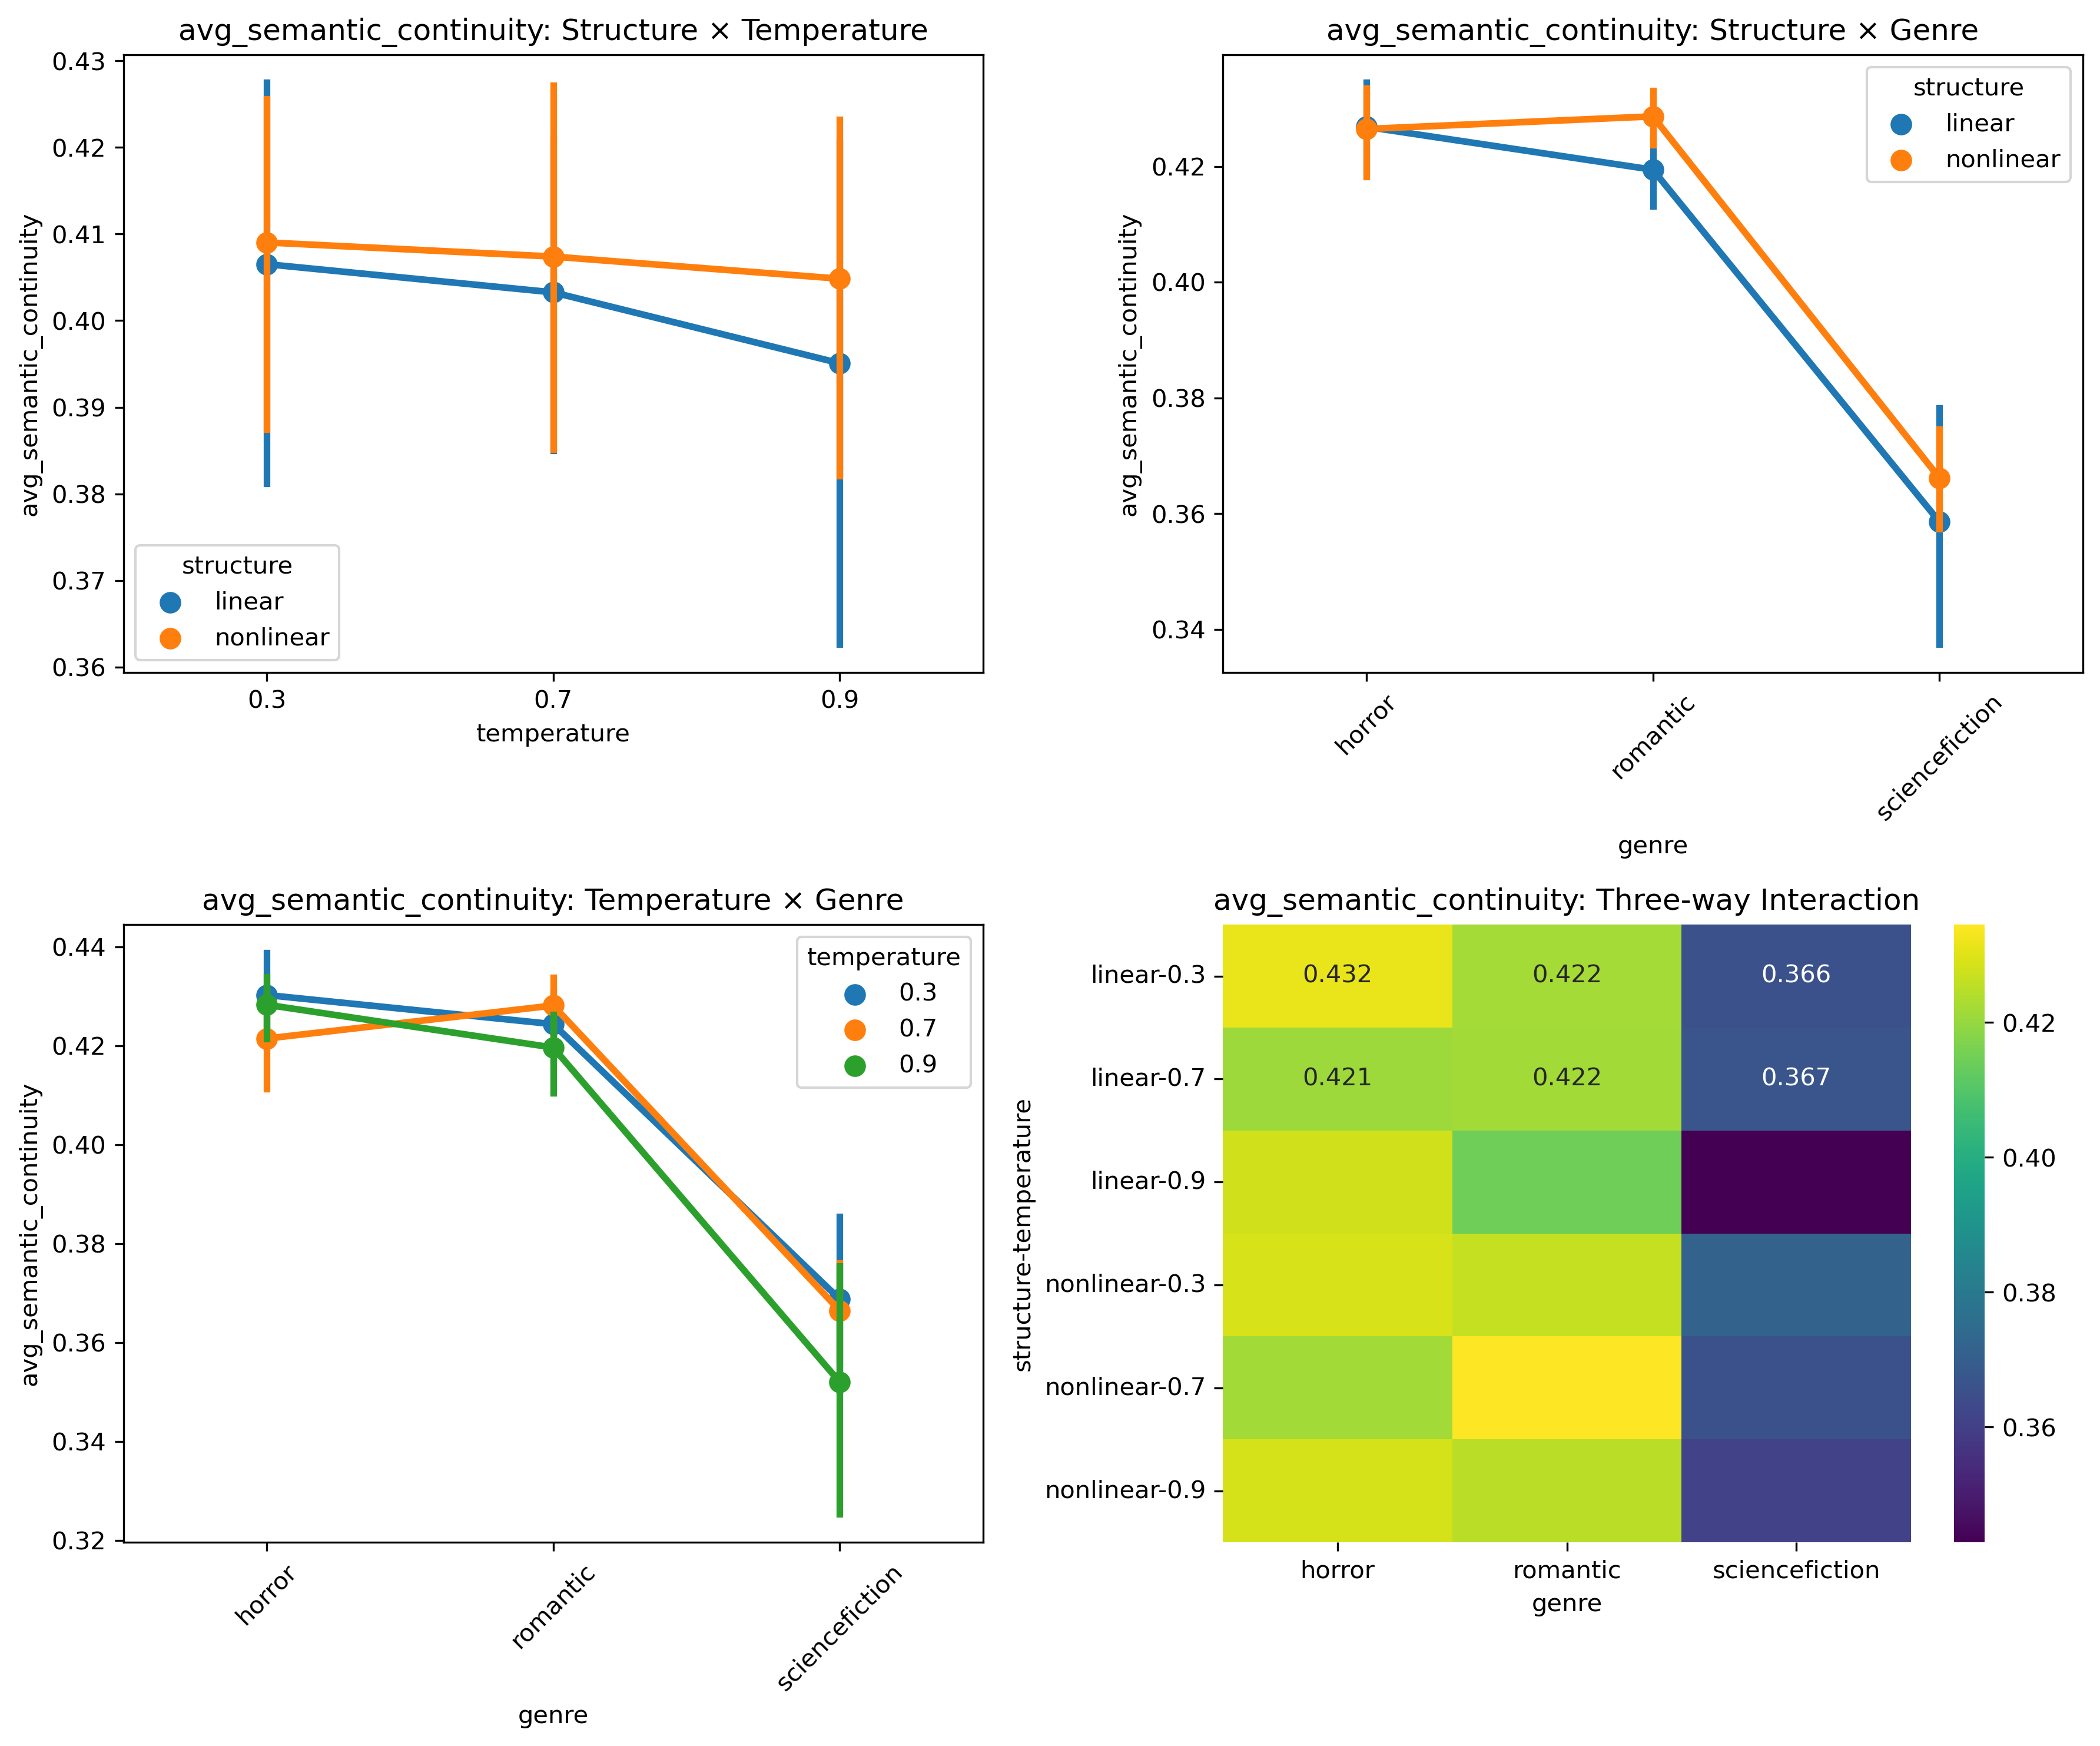 avg_semantic_continuity: Structure × Temperature
avg_semantic_continuity
0.43
0.42
0.41
0.40
0.39
0.38
0.37
0.36
structure
linear
nonlinear
0.3
0.7
0.9
temperature
avg_semantic_continuity: Structure × Genre
avg_semantic_continuity
0.42
0.40
0.38
0.36
0.34
structure
linear
nonlinear
horror
romantic
sciencefiction
genre
avg_semantic_continuity: Temperature × Genre
avg_semantic_continuity
0.44
0.42
0.40
0.38
0.36
0.34
0.32
temperature
0.3
0.7
0.9
horror
romantic
sciencefiction
genre
avg_semantic_continuity: Three-way Interaction
structure-temperature
linear-0.3 0.432 0.422 0.366
linear-0.7 0.421 0.422 0.367
linear-0.9
nonlinear-0.3
nonlinear-0.7
nonlinear-0.9
horror romantic sciencefiction
genre
0.42
0.40
0.38
0.36